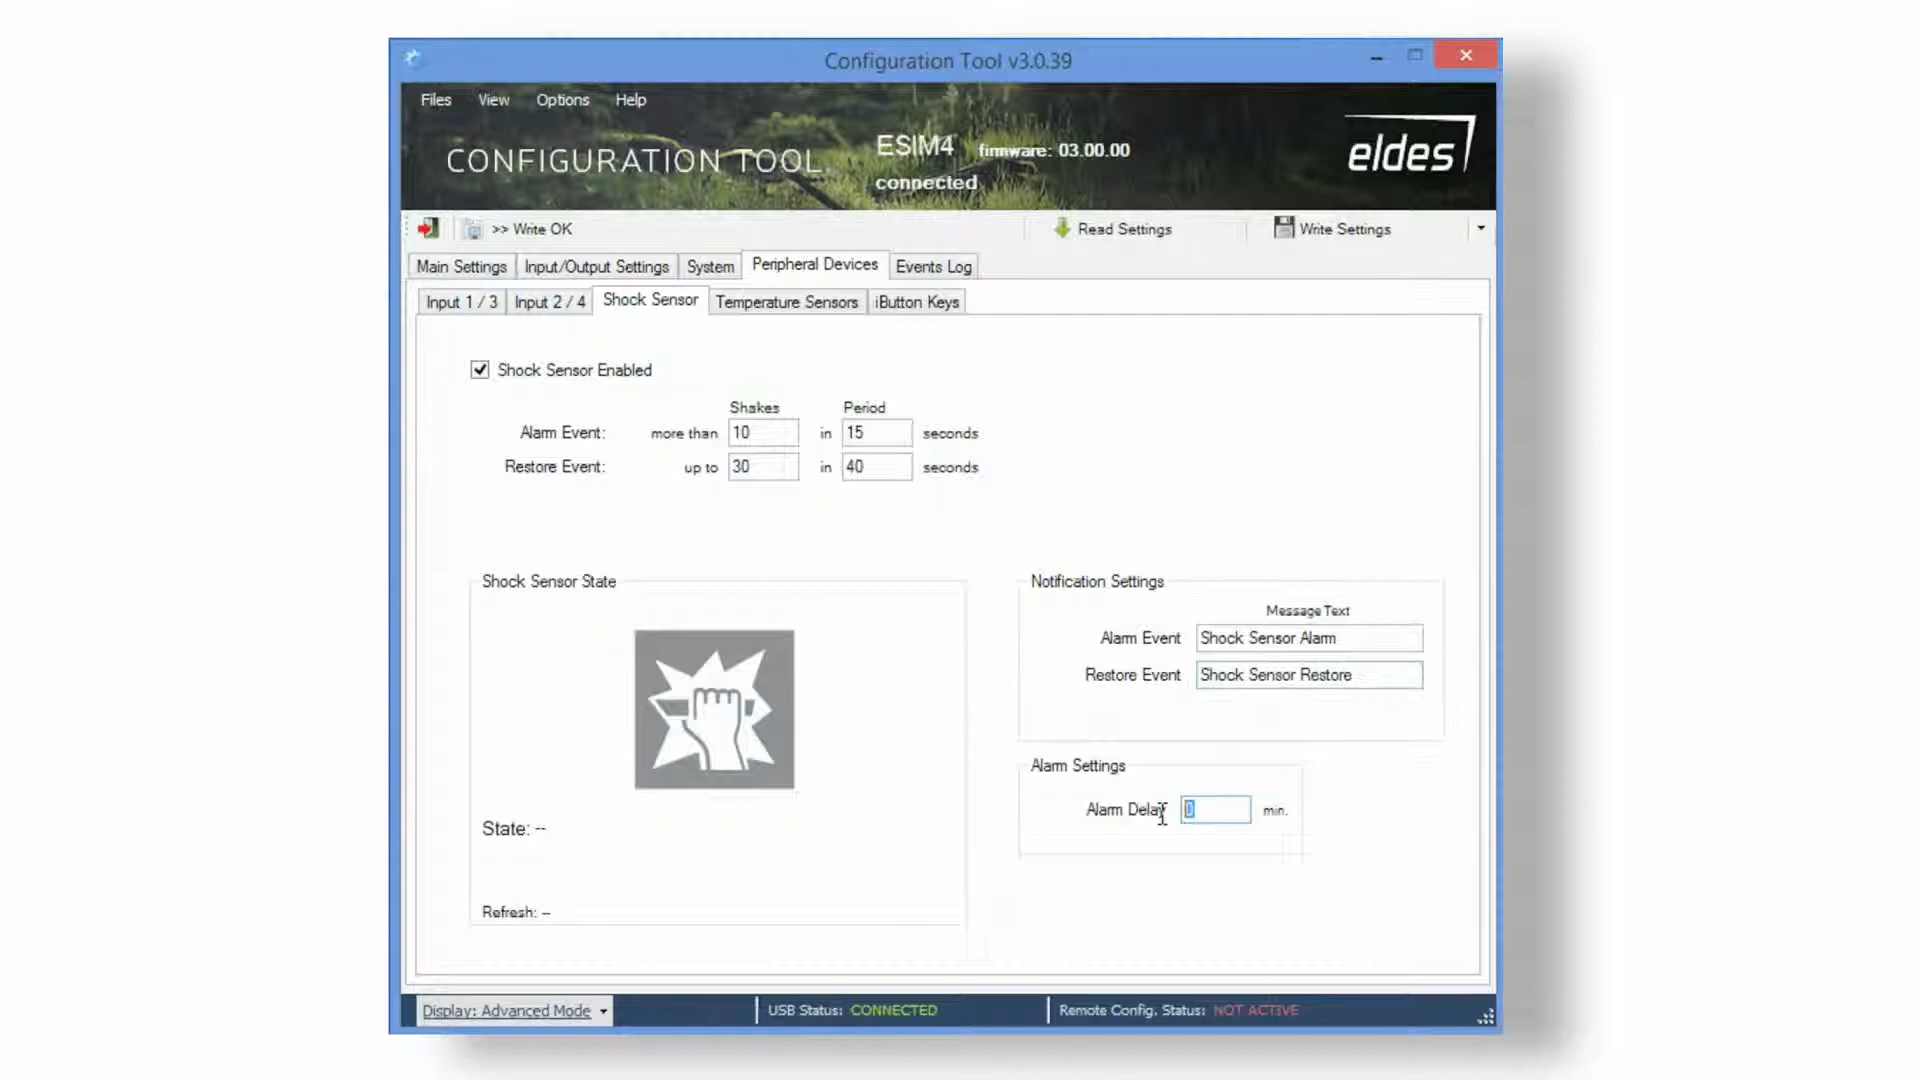 Configuration Tool v3.0.39
Files View Options Help
CONFIGURATION TOOL
ESIM4 firmware: 03.00.00
connected
eldes
>> Write OK Read Settings Write Settings
Main Settings Input/Output Settings System Peripheral Devices Events Log
Input 1 / 3 Input 2 / 4 Shock Sensor Temperature Sensors iButton Keys
Shock Sensor Enabled
Shakes Period
Alarm Event: more than 10 in 15 seconds
Restore Event: up to 30 in 40 seconds
Shock Sensor State
State: --
Refresh: --
Notification Settings
Message Text
Alarm Event Shock Sensor Alarm
Restore Event Shock Sensor Restore
Alarm Settings
Alarm Delay 0 min.
Display: Advanced Mode USB Status: CONNECTED Remote Config. Status: NOT ACTIVE